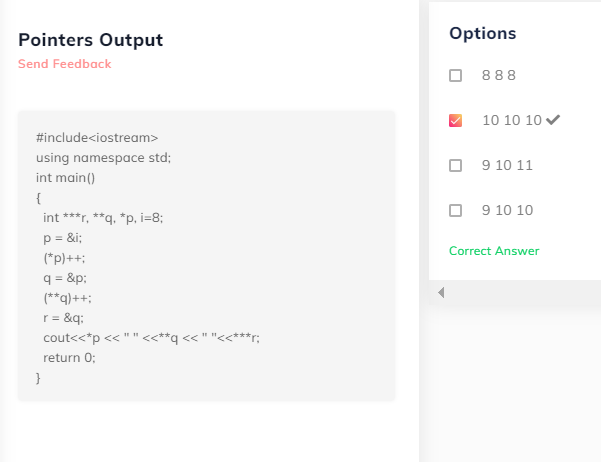 Pointers Output
Send Feedback
#include<iostream>
using namespace std;
int main()
{
int ***r, **q, *p, i=8;
p = &i;
(*p)++;
q = &p;
(**q)++;
r = &q;
cout<<*p << " " <<**q << " "<<***r;
return 0;
}
Options
8 8 8
10 10 10
9 10 11
9 10 10
Correct Answer